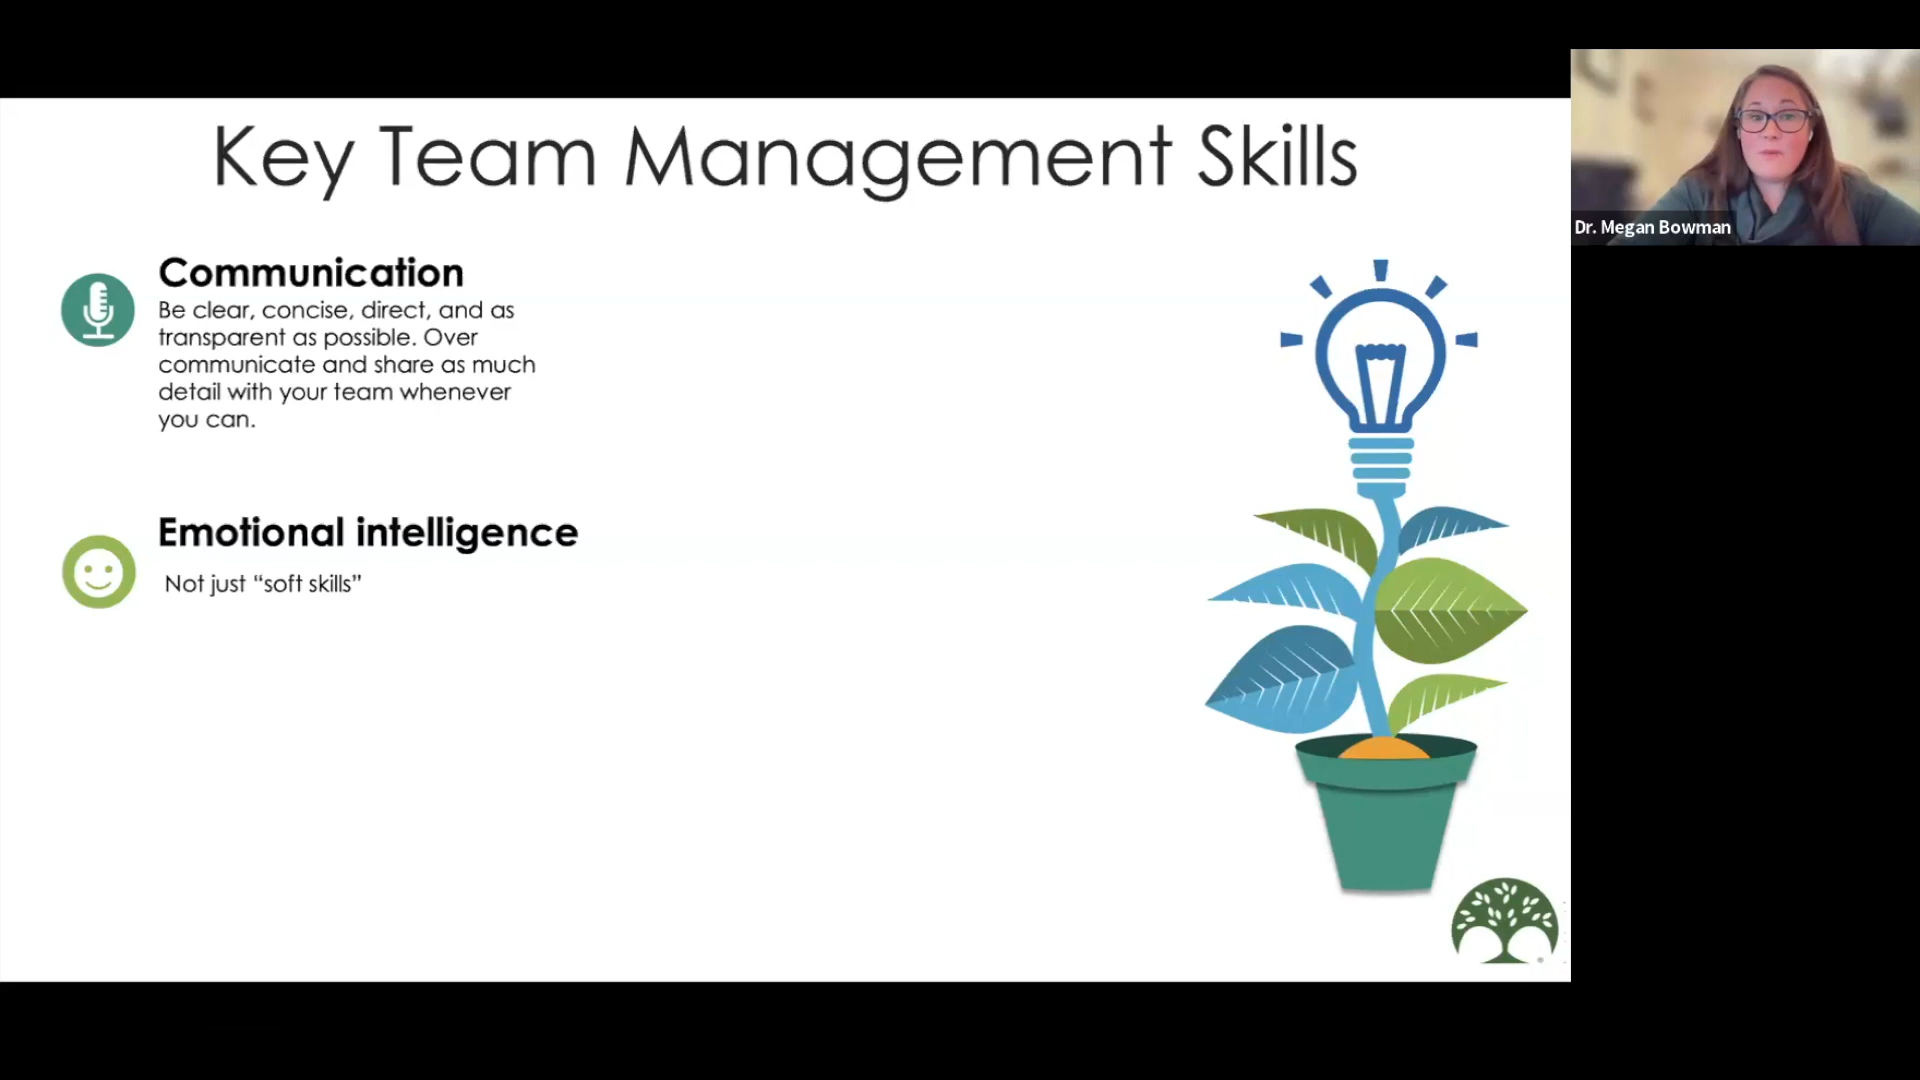 Key Team Management Skills
Communication
Be clear, concise, direct, and as
transparent as possible. Over
communicate and share as much
detail with your team whenever
you can.
Emotional intelligence
Not just “soft skills”
Dr. Megan Bowman
®